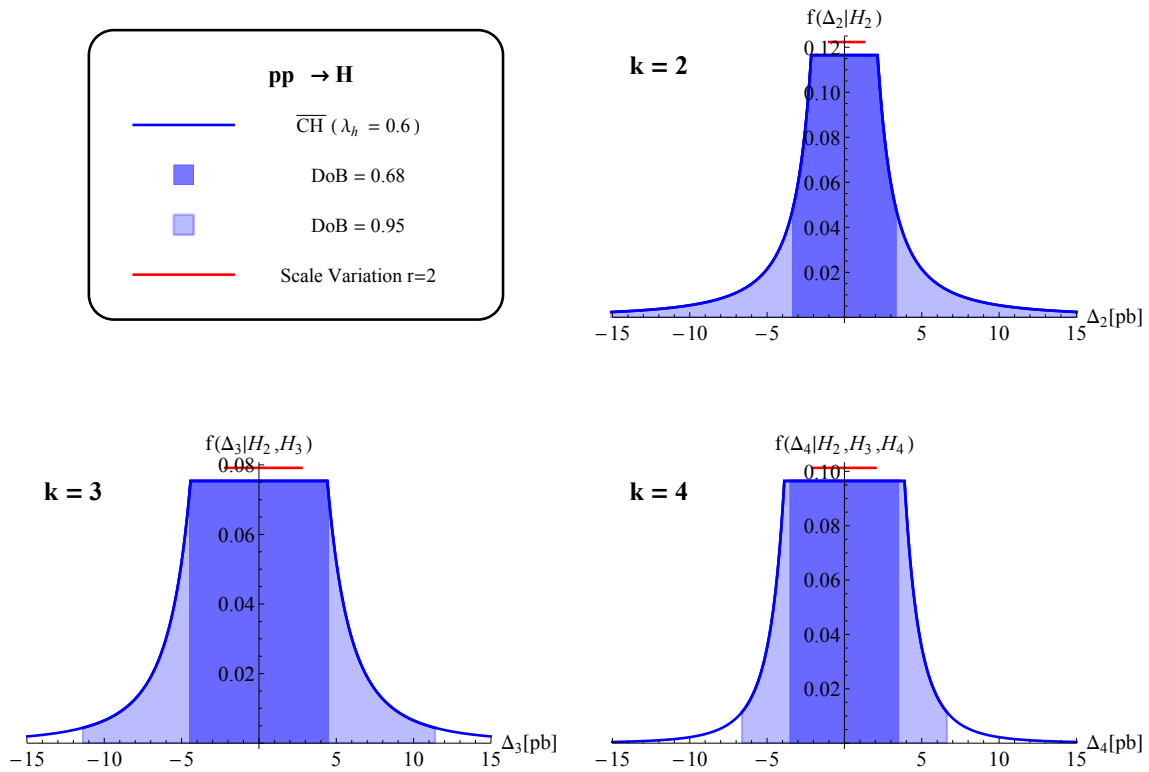 pp → H
C̅H̅ ( λₕ = 0.6 )
DoB = 0.68
DoB = 0.95
Scale Variation r=2
k = 2
f(Δ₂|H₂)
0.12
0.10
0.08
0.06
0.04
0.02
−15 −10 −5 5 10 15 Δ₂[pb]
k = 3
f(Δ₃|H₂,H₃)
0.08
0.06
0.04
0.02
−15 −10 −5 5 10 15 Δ₃[pb]
k = 4
f(Δ₄|H₂,H₃,H₄)
0.10
0.08
0.06
0.04
0.02
−15 −10 −5 5 10 15 Δ₄[pb]